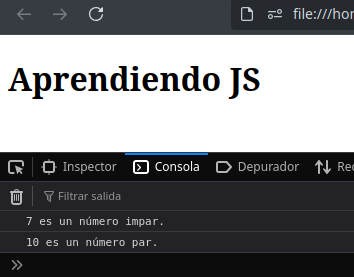 file:///hor
Aprendiendo JS
Inspector Consola Depurador Rec
Filtrar salida
7 es un número impar.
10 es un número par.